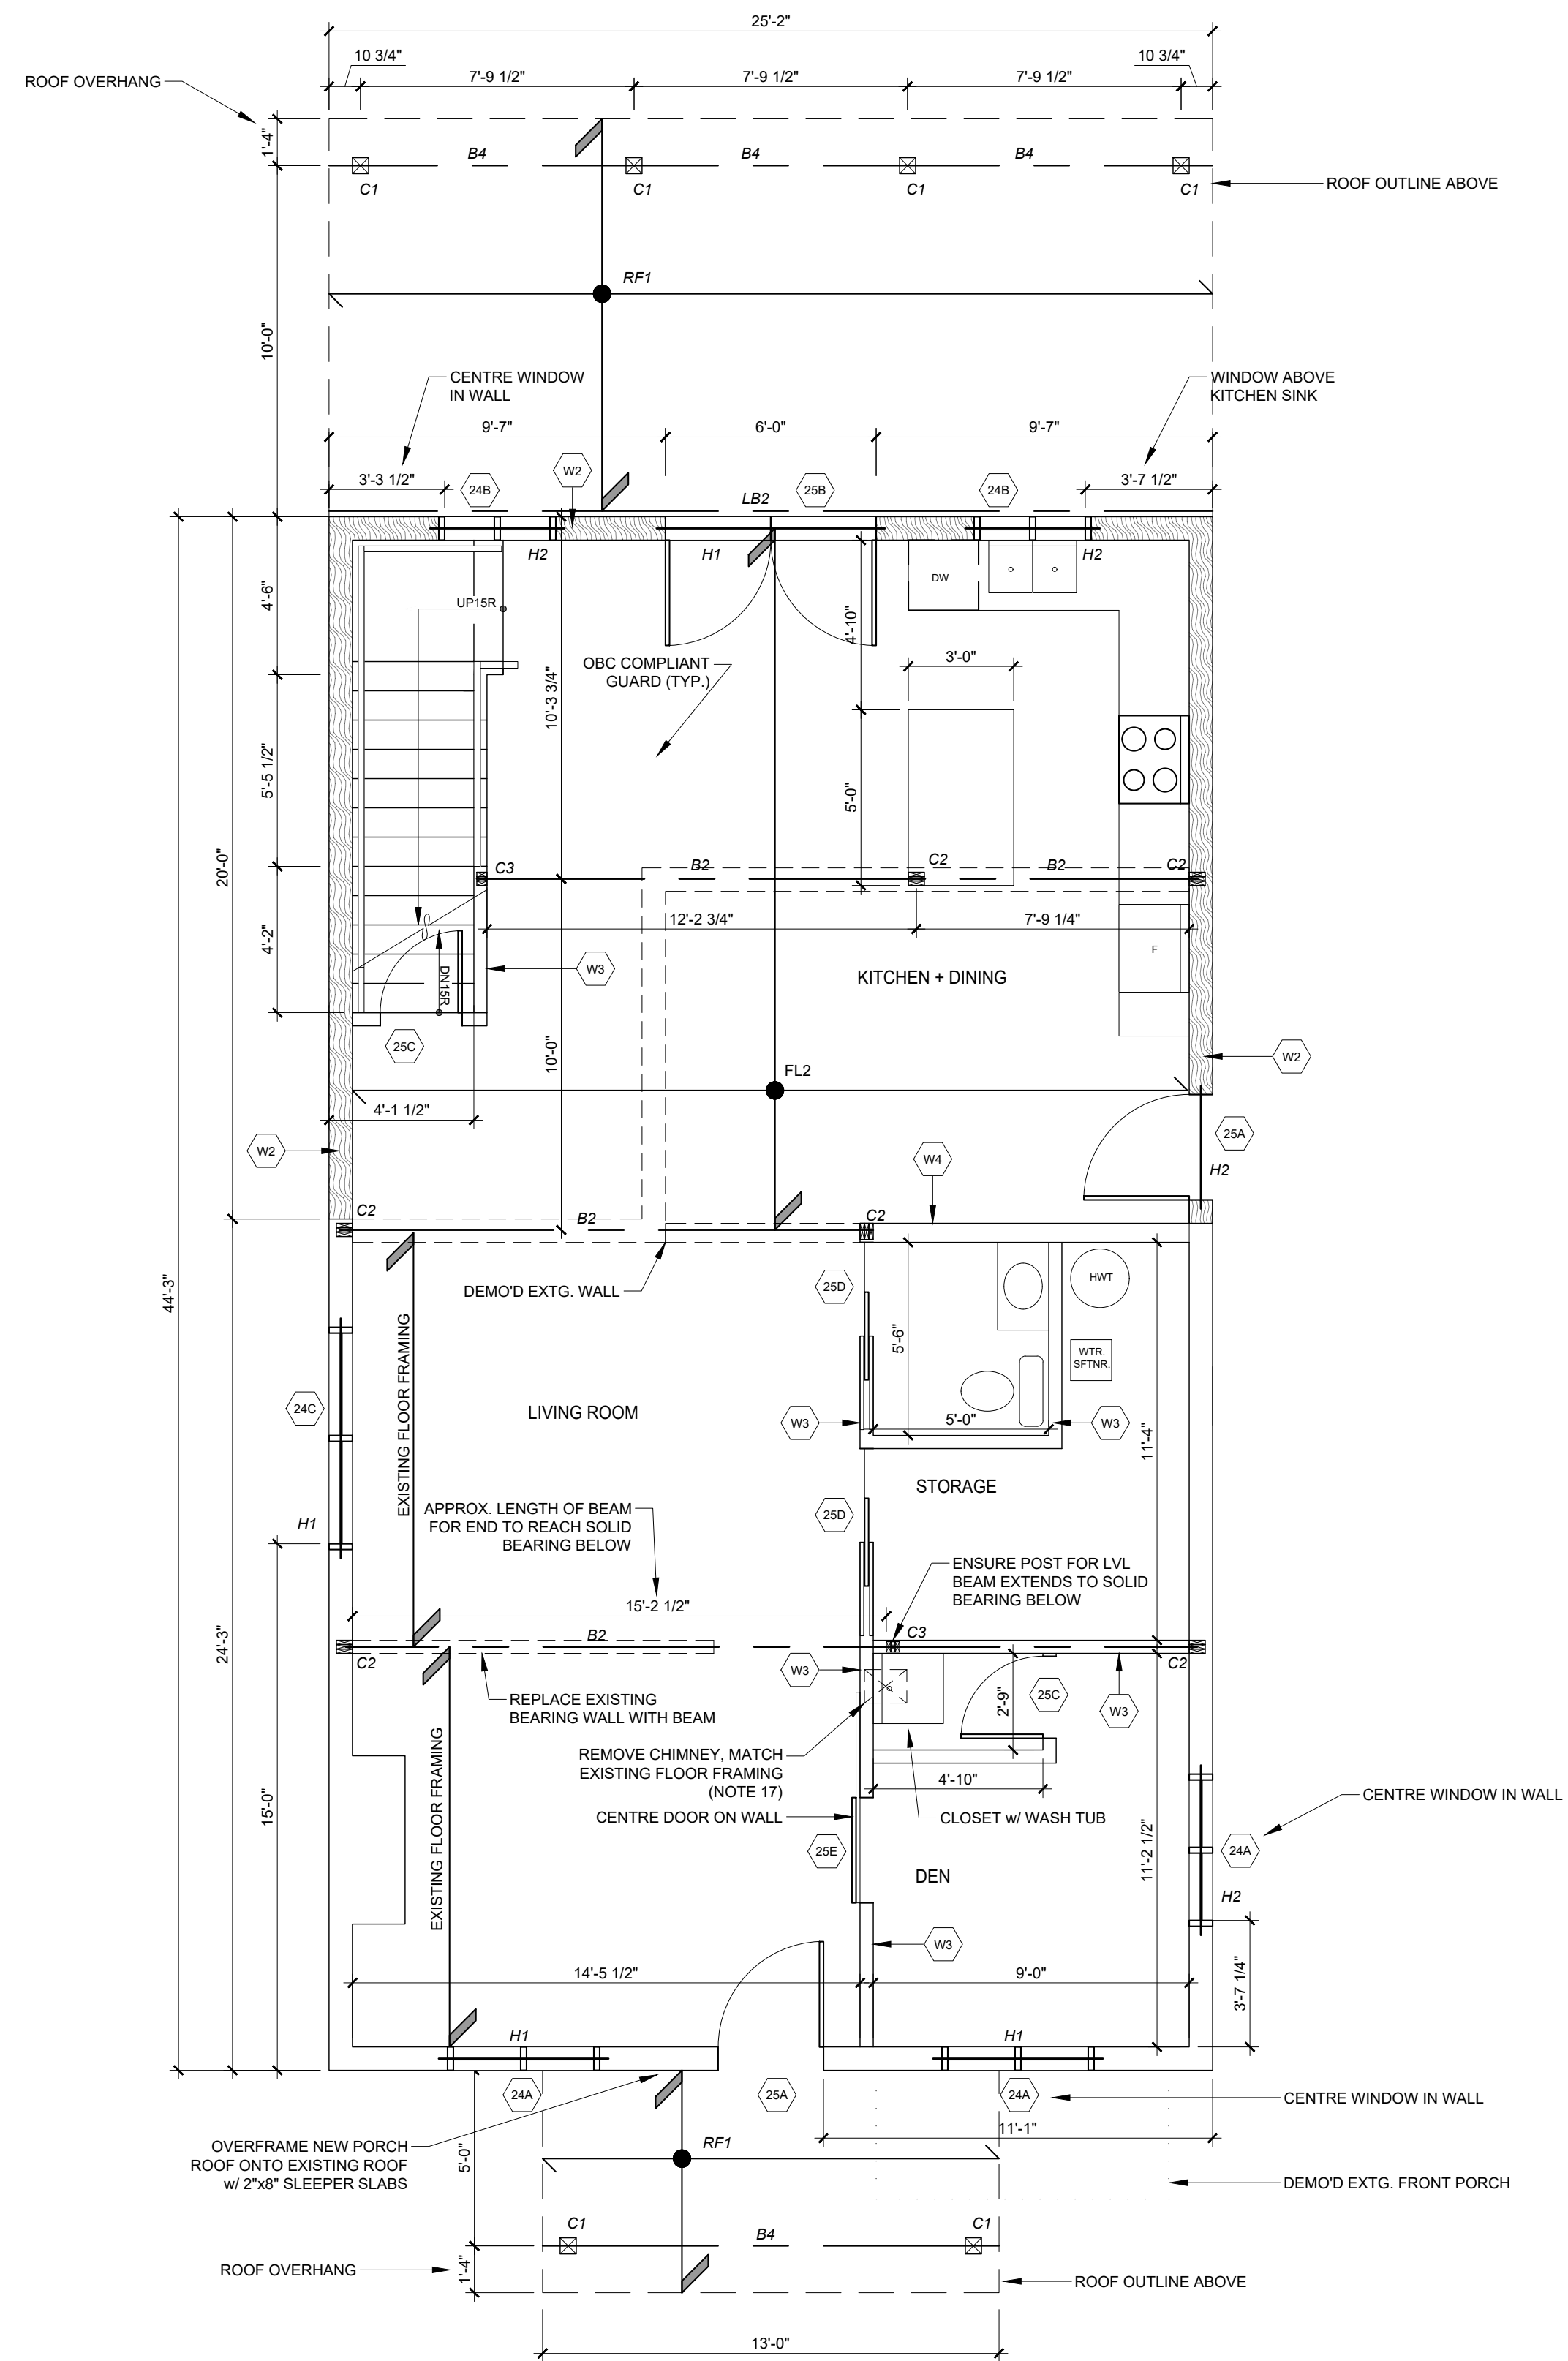 25'-2"
10 3/4"
10 3/4"
7'-9 1/2"
7'-9 1/2"
7'-9 1/2"
ROOF OVERHANG
1'-4"
B4
B4
B4
C1
C1
C1
C1
ROOF OUTLINE ABOVE
RF1
10'-0"
CENTRE WINDOW
IN WALL
WINDOW ABOVE
KITCHEN SINK
9'-7"
6'-0"
9'-7"
3'-3 1/2"
24B
W2
LB2
25B
24B
3'-7 1/2"
H2
H1
H2
DW
4'-6"
UP15R
4'-10"
OBC COMPLIANT
GUARD (TYP.)
3'-0"
10'-3 3/4"
5'-5 1/2"
5'-0"
20'-0"
C3
B2
C2
B2
C2
12'-2 3/4"
7'-9 1/4"
4'-2"
F
DN 15R
W3
KITCHEN + DINING
25C
10'-0"
W2
FL2
4'-1 1/2"
25A
W2
W4
H2
C2
B2
C2
44'-3"
DEMO'D EXTG. WALL
25D
HWT
5'-6"
WTR.
SFTNR.
EXISTING FLOOR FRAMING
24C
LIVING ROOM
W3
5'-0"
W3
11'-4"
STORAGE
H1
APPROX. LENGTH OF BEAM
FOR END TO REACH SOLID
BEARING BELOW
25D
ENSURE POST FOR LVL
BEAM EXTENDS TO SOLID
BEARING BELOW
15'-2 1/2"
24'-3"
B2
C3
C2
C2
W3
REPLACE EXISTING
BEARING WALL WITH BEAM
2'-9"
25C
W3
REMOVE CHIMNEY, MATCH
EXISTING FLOOR FRAMING
(NOTE 17)
4'-10"
15'-0"
EXISTING FLOOR FRAMING
CENTRE DOOR ON WALL
CLOSET w/ WASH TUB
CENTRE WINDOW IN WALL
25E
24A
11'-2 1/2"
DEN
H2
W3
14'-5 1/2"
9'-0"
3'-7 1/4"
H1
H1
24A
25A
24A
CENTRE WINDOW IN WALL
11'-1"
OVERFRAME NEW PORCH
ROOF ONTO EXISTING ROOF
w/ 2"x8" SLEEPER SLABS
5'-0"
RF1
DEMO'D EXTG. FRONT PORCH
C1
B4
C1
ROOF OVERHANG
1'-4"
ROOF OUTLINE ABOVE
13'-0"